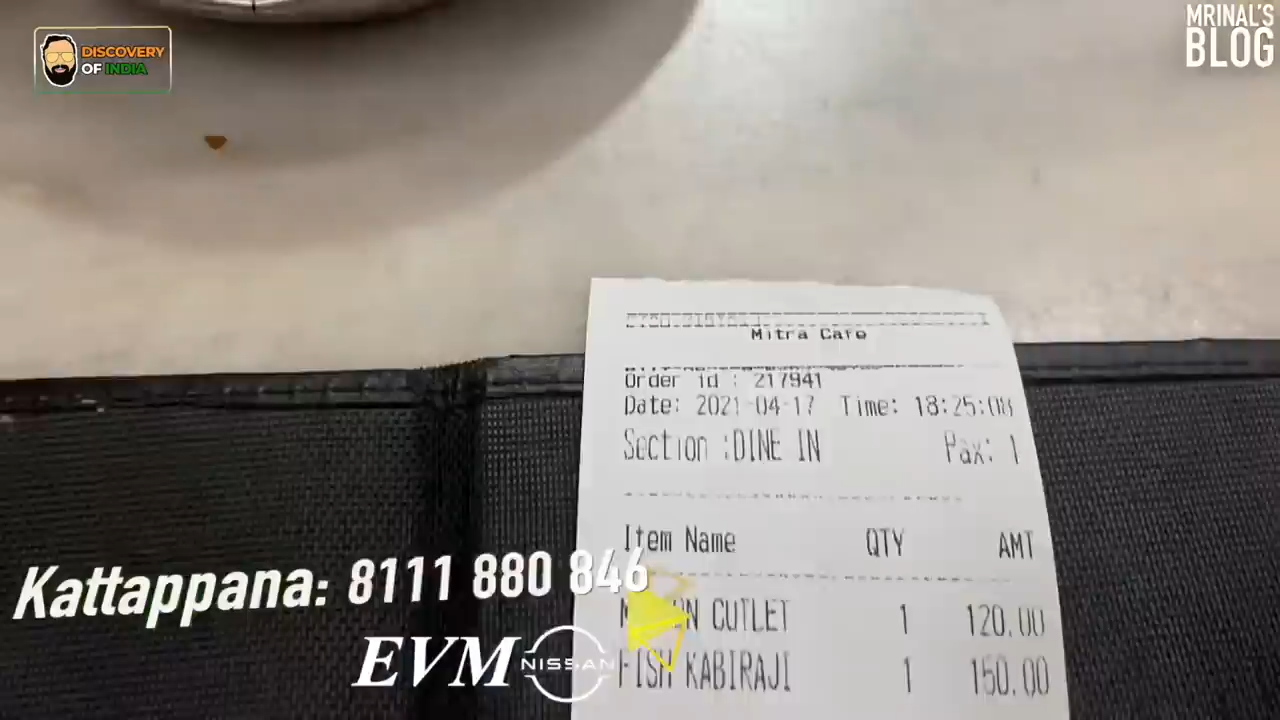 DISCOVERY
OF INDIA
MRINAL'S
BLOG
Mitra Cafe
Order id : 217941
Date: 2021-04-17 Time: 18:25:08
Section :DINE IN Pax: 1
Item Name QTY AMT
CUTLET 1 120.00
FISH KABIRAJI 1 150.00
Kattappana: 8111 880 846
EVM NISSAN